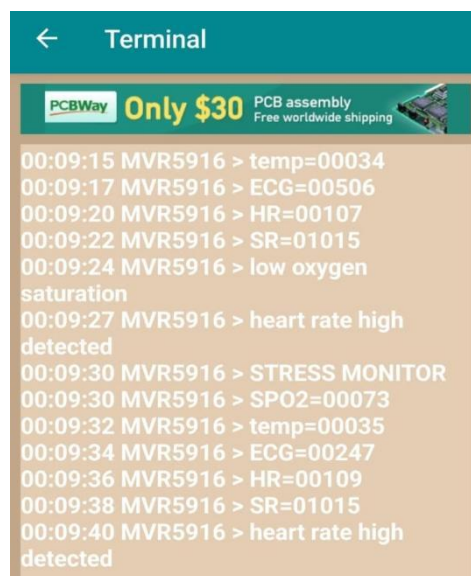 ← Terminal
PCBWay Only $30 PCB assembly
Free worldwide shipping
00:09:15 MVR5916 > temp=00034
00:09:17 MVR5916 > ECG=00506
00:09:20 MVR5916 > HR=00107
00:09:22 MVR5916 > SR=01015
00:09:24 MVR5916 > low oxygen
saturation
00:09:27 MVR5916 > heart rate high
detected
00:09:30 MVR5916 > STRESS MONITOR
00:09:30 MVR5916 > SPO2=00073
00:09:32 MVR5916 > temp=00035
00:09:34 MVR5916 > ECG=00247
00:09:36 MVR5916 > HR=00109
00:09:38 MVR5916 > SR=01015
00:09:40 MVR5916 > heart rate high
detected